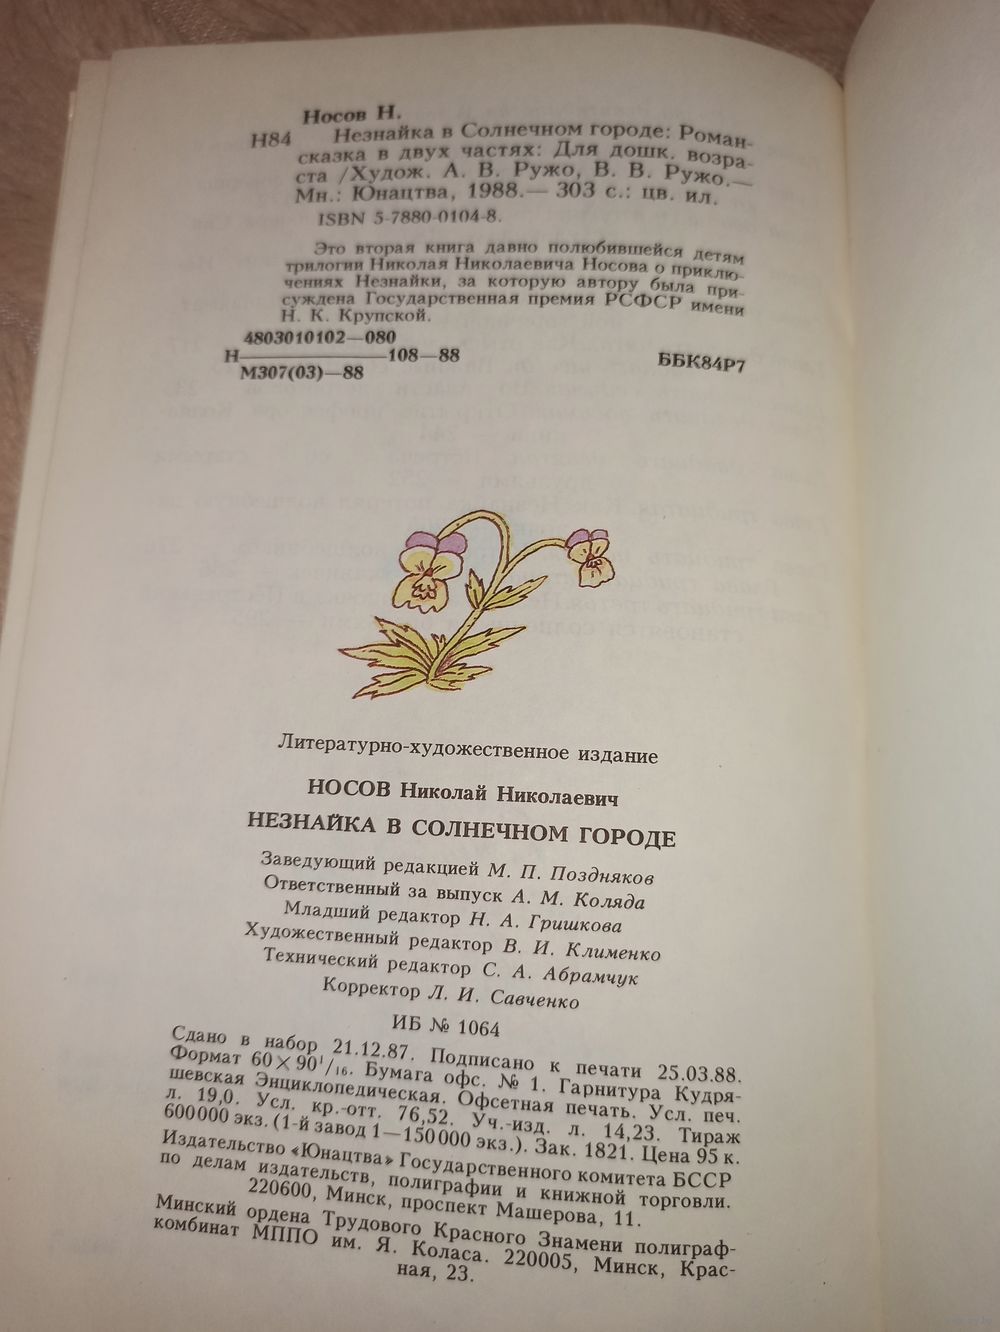 Носов Н.
Н84 Незнайка в Солнечном городе: Роман-
сказка в двух частях: Для дошк. возра-
ста /Худож. А. В. Ружо, В. В. Ружо.—
Мн.: Юнацтва, 1988.— 303 с.: цв. ил.
ISBN 5-7880-0104-8.
Это вторая книга давно полюбившейся детям
трилогии Николая Николаевича Носова о приклю-
чениях Незнайки, за которую автору была при-
суждена Государственная премия РСФСР имени
Н. К. Крупской.
4803010102—080
Н—————108—88
М307(03)—88
ББК84Р7
Литературно-художественное издание
НОСОВ Николай Николаевич
НЕЗНАЙКА В СОЛНЕЧНОМ ГОРОДЕ
Заведующий редакцией М. П. Поздняков
Ответственный за выпуск А. М. Коляда
Младший редактор Н. А. Гришкова
Художественный редактор В. И. Клименко
Технический редактор С. А. Абрамчук
Корректор Л. И. Савченко
ИБ № 1064
Сдано в набор 21.12.87. Подписано к печати 25.03.88.
Формат 60×90¹/₁₆. Бумага офс. № 1. Гарнитура Кудря-
шевская Энциклопедическая. Офсетная печать. Усл. печ.
л. 19,0. Усл. кр.-отт. 76,52. Уч.-изд. л. 14,23. Тираж
600 000 экз. (1-й завод 1—150 000 экз.). Зак. 1821. Цена 95 к.
Издательство «Юнацтва» Государственного комитета БССР
по делам издательств, полиграфии и книжной торговли.
220600, Минск, проспект Машерова, 11.
Минский ордена Трудового Красного Знамени полиграф-
комбинат МППО им. Я. Коласа. 220005, Минск, Крас-
ная, 23.